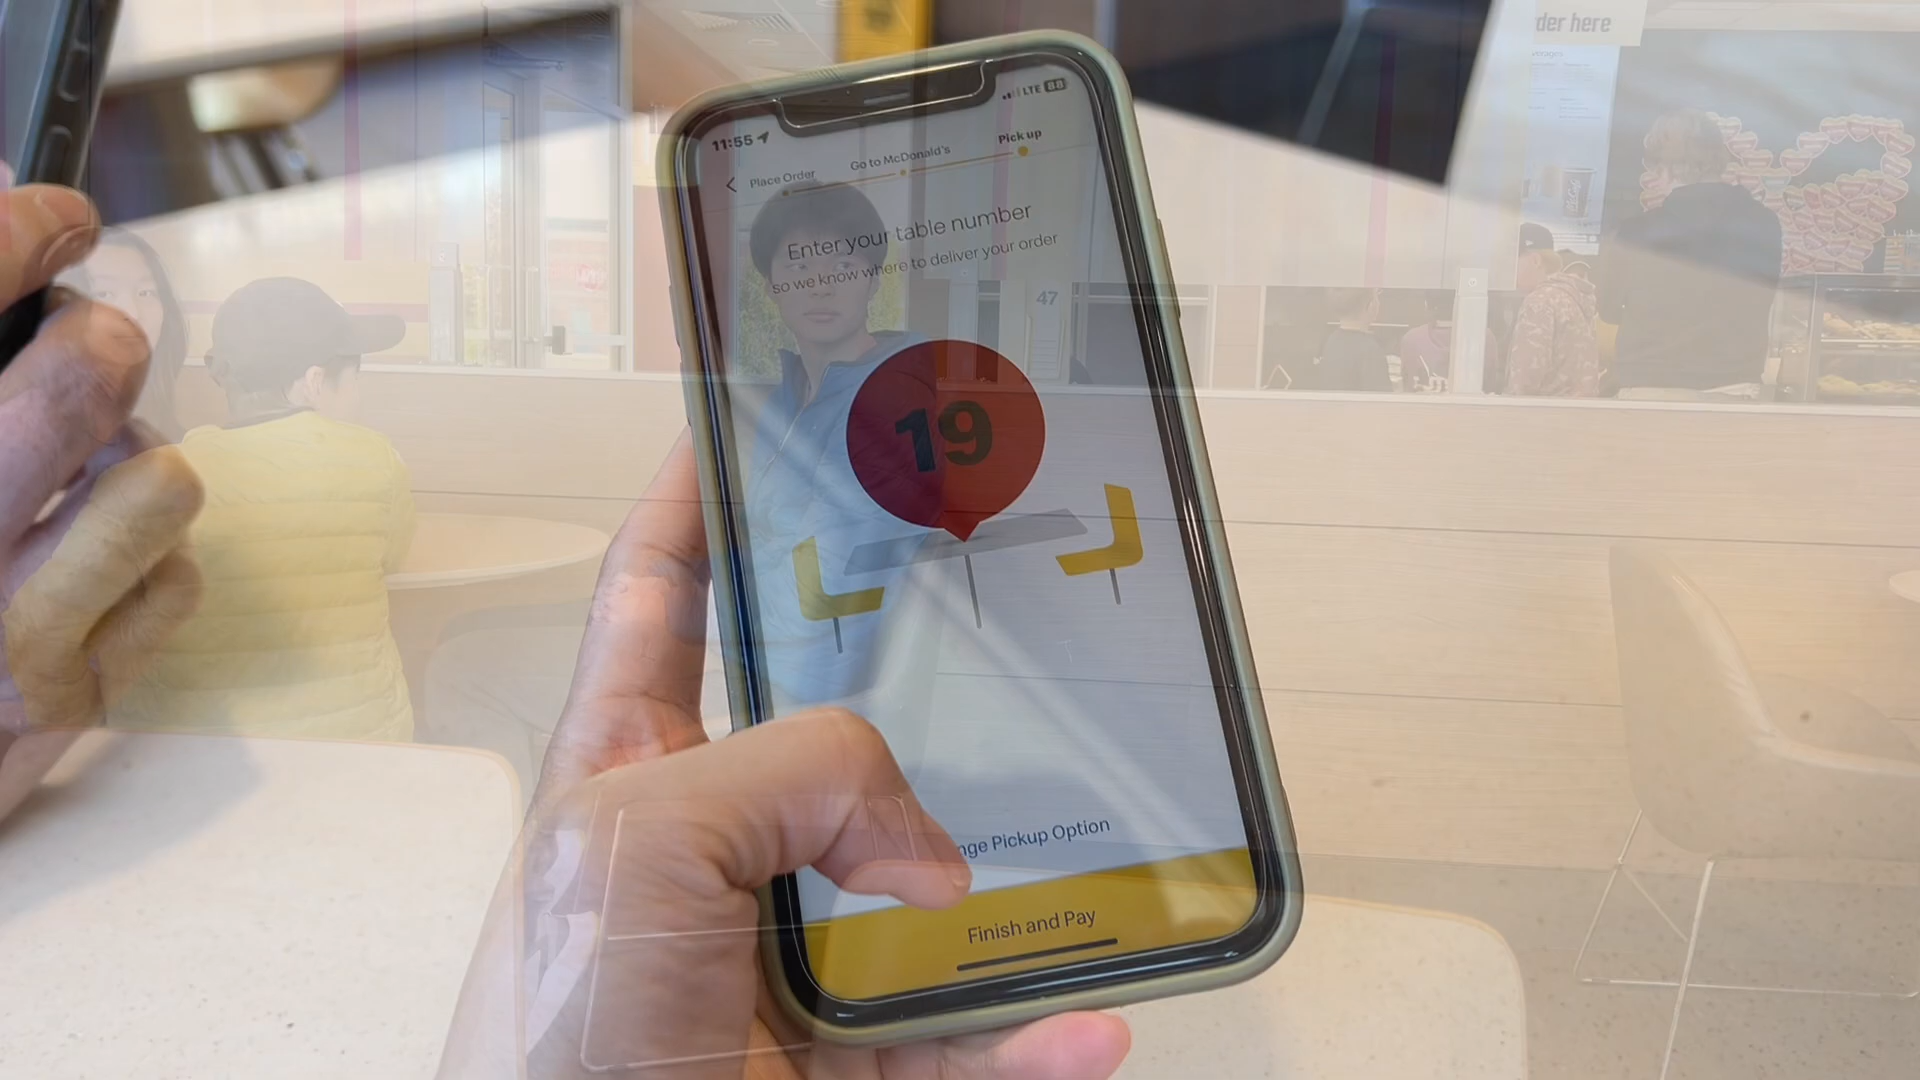 der here
LTE 88
11:55
Pick up
Go to McDonald's
Place Order
Enter your table number
so we know where to deliver your order
47
19
nge Pickup Option
Finish and Pay